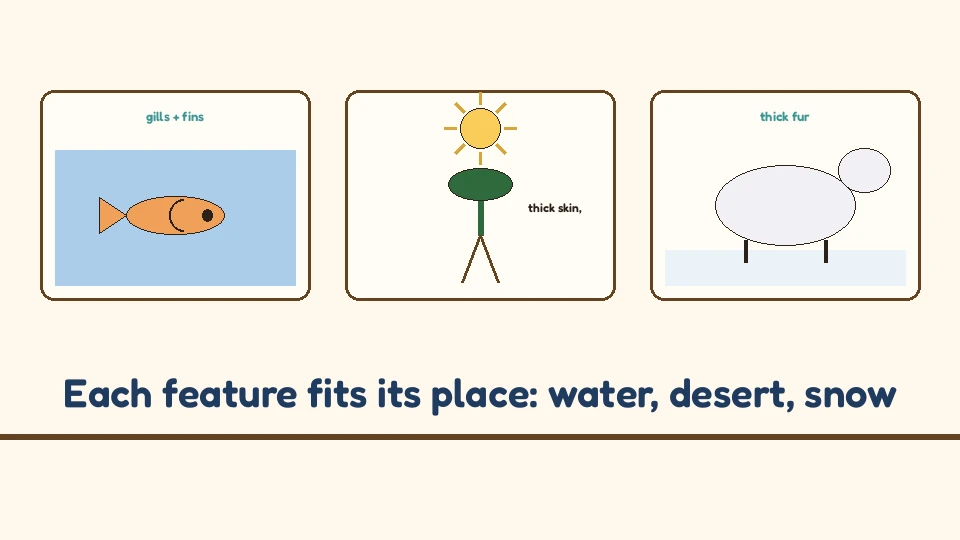 gills + fins
thick skin,
thick fur
Each feature fits its place: water, desert, snow